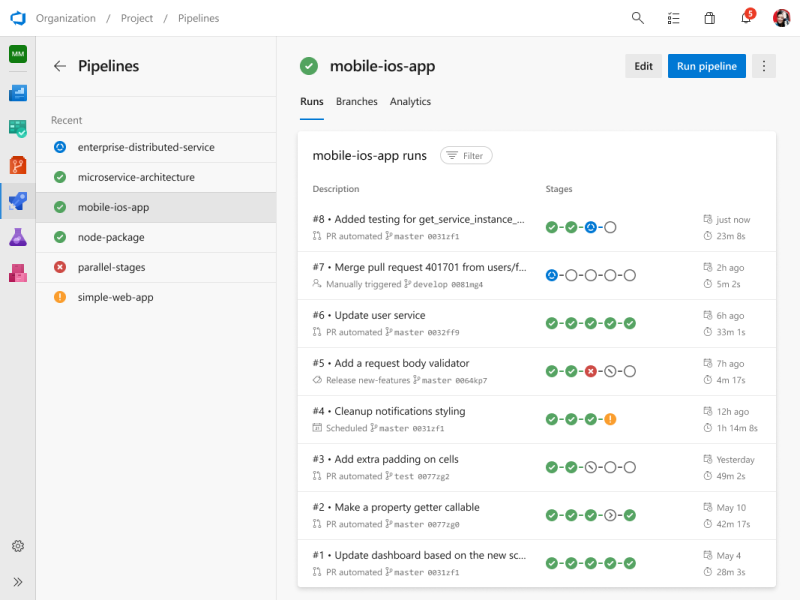 Organization / Project / Pipelines
5
MM
Pipelines
Recent
enterprise-distributed-service
microservice-architecture
mobile-ios-app
node-package
parallel-stages
simple-web-app
mobile-ios-app
Edit
Run pipeline
Runs Branches Analytics
mobile-ios-app runs
Filter
Description Stages
#8 • Added testing for get_service_instance_...
just now
PR automated master 0031zf1
23m 8s
#7 • Merge pull request 401701 from users/f...
2h ago
Manually triggered develop 0081mg4
5m 2s
#6 • Update user service
6h ago
PR automated master 0032ff9
33m 1s
#5 • Add a request body validator
7h ago
Release new-features master 0064kp7
4m 17s
#4 • Cleanup notifications styling
12h ago
Scheduled master 0031zf1
1h 14m 8s
#3 • Add extra padding on cells
Yesterday
PR automated test 0077zg2
49m 2s
#2 • Make a property getter callable
May 10
PR automated master 0077zg0
42m 17s
#1 • Update dashboard based on the new sc...
May 4
PR automated master 0031zf1
28m 3s